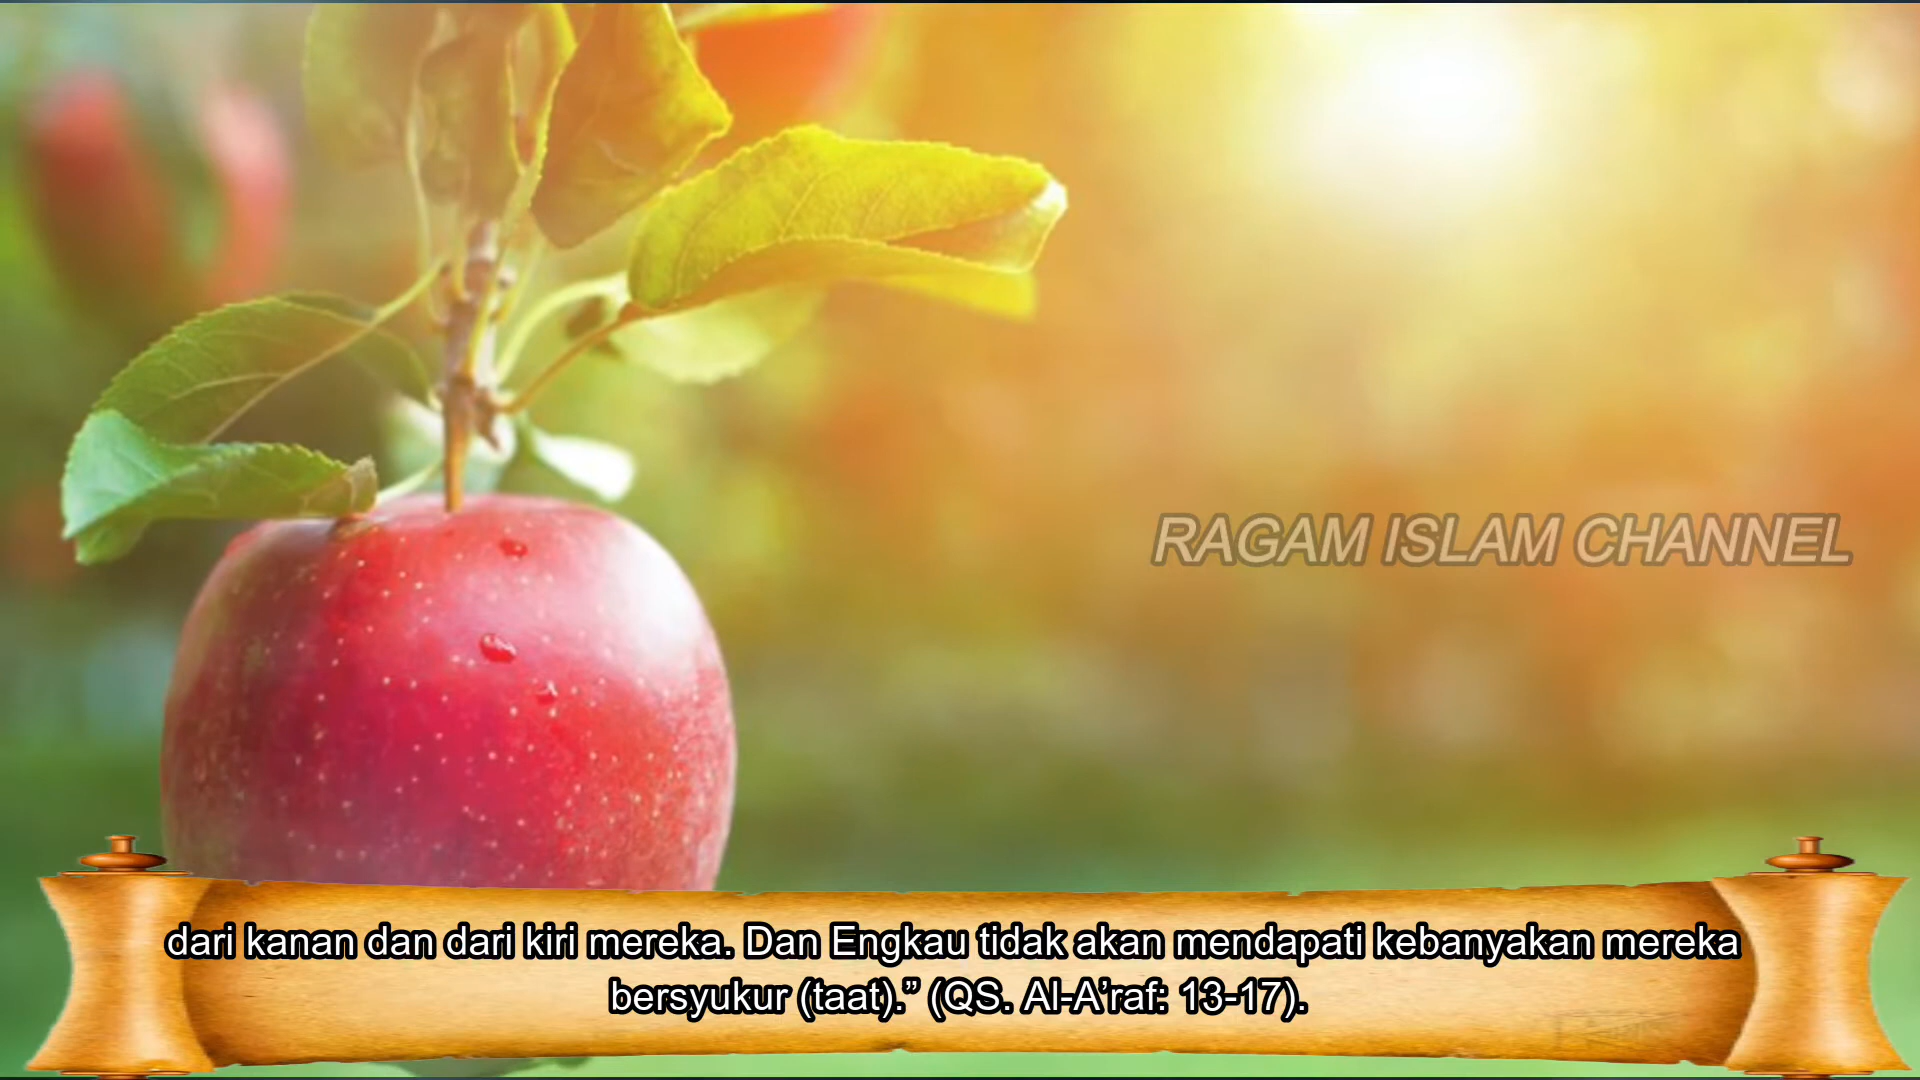 RAGAM ISLAM CHANNEL
dari kanan dan dari kiri mereka. Dan Engkau tidak akan mendapati kebanyakan mereka
bersyukur (taat).” (QS. Al-A’raf: 13-17).